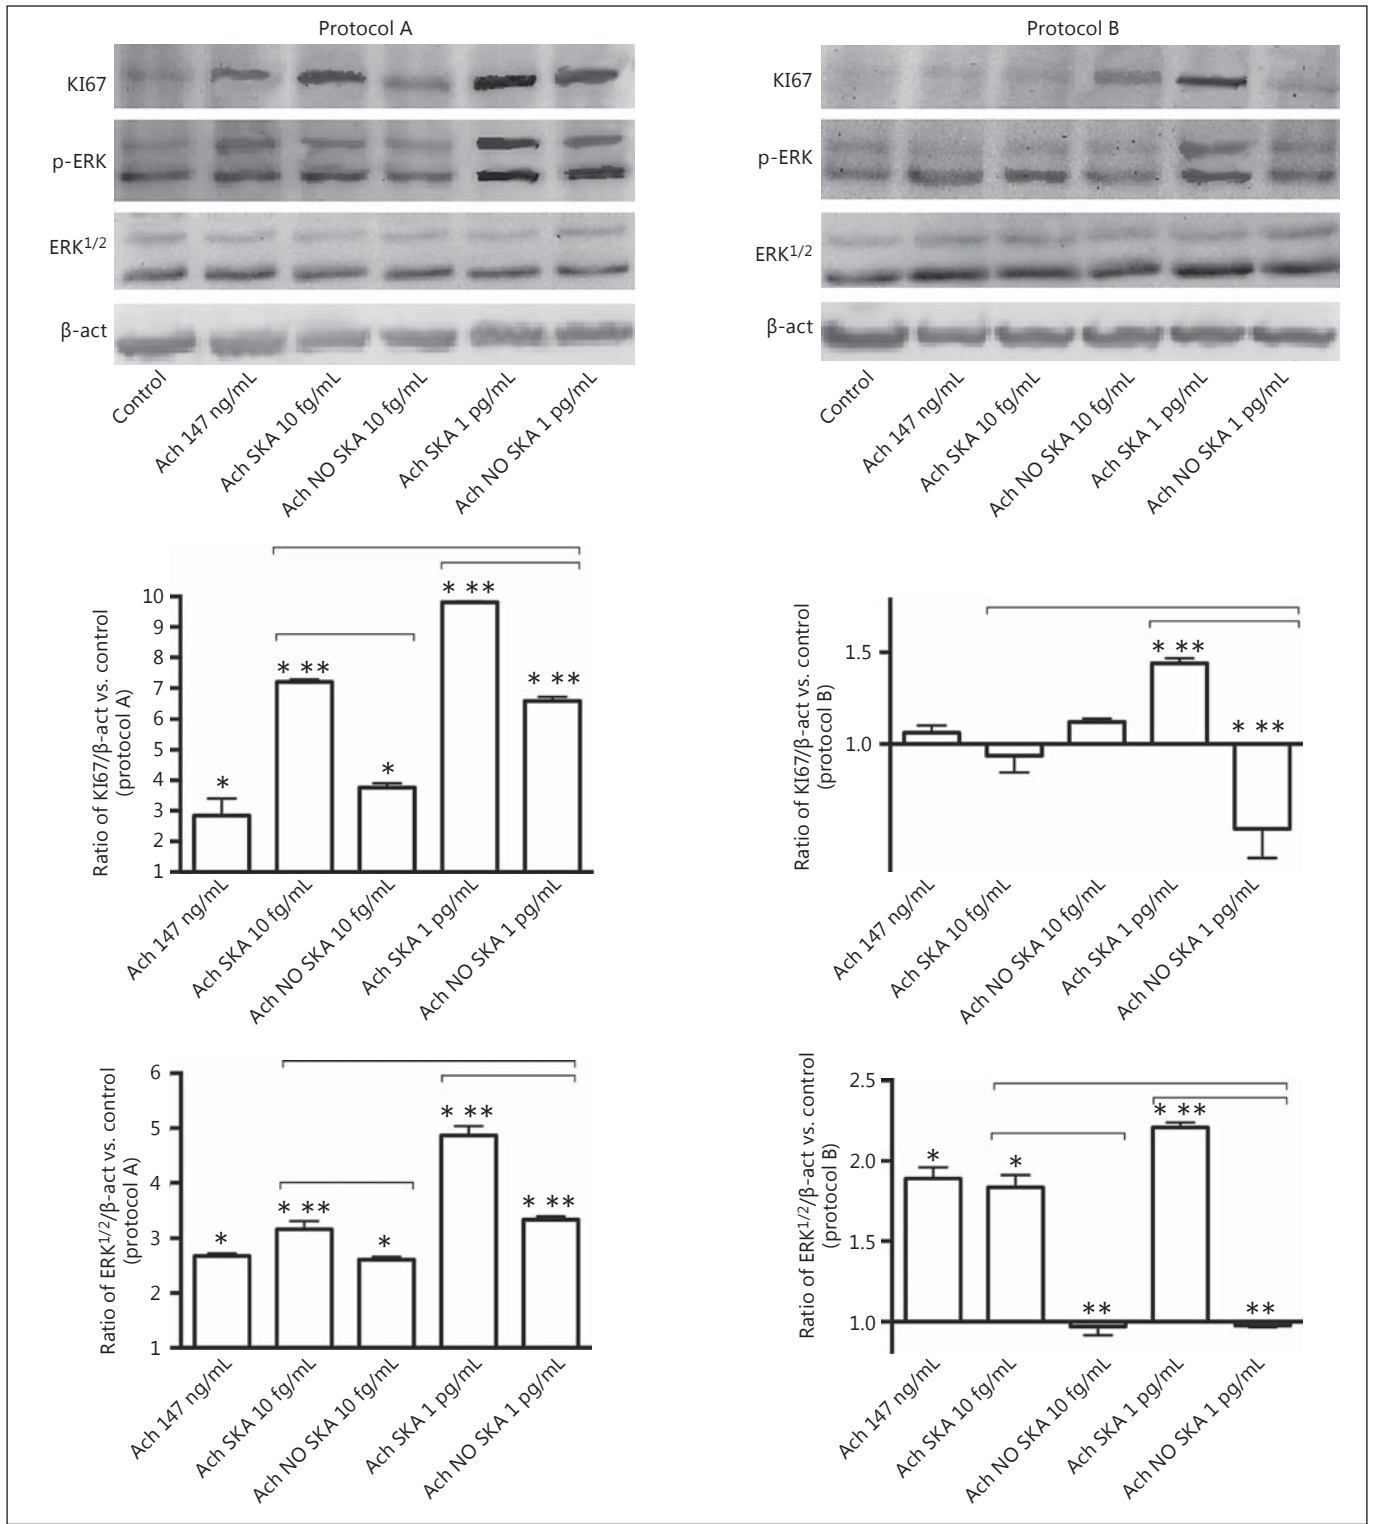 Protocol A
KI67
p-ERK
ERK1/2
β-act
Control
Ach 147 ng/mL
Ach SKA 10 fg/mL
Ach NO SKA 10 fg/mL
Ach SKA 1 pg/mL
Ach NO SKA 1 pg/mL
Protocol B
KI67
p-ERK
ERK1/2
β-act
Control
Ach 147 ng/mL
Ach SKA 10 fg/mL
Ach NO SKA 10 fg/mL
Ach SKA 1 pg/mL
Ach NO SKA 1 pg/mL
Ratio of KI67/β-act vs. control
(protocol A)
10
9
8
7
6
5
4
3
2
1
*
* **
*
* **
* **
Ach 147 ng/mL
Ach SKA 10 fg/mL
Ach NO SKA 10 fg/mL
Ach SKA 1 pg/mL
Ach NO SKA 1 pg/mL
Ratio of KI67/β-act vs. control
(protocol B)
1.5
1.0
* **
* **
Ach 147 ng/mL
Ach SKA 10 fg/mL
Ach NO SKA 10 fg/mL
Ach SKA 1 pg/mL
Ach NO SKA 1 pg/mL
Ratio of ERK1/2/β-act vs. control
(protocol A)
6
5
4
3
2
1
*
* **
*
* **
* **
Ach 147 ng/mL
Ach SKA 10 fg/mL
Ach NO SKA 10 fg/mL
Ach SKA 1 pg/mL
Ach NO SKA 1 pg/mL
Ratio of ERK1/2/β-act vs. control
(protocol B)
2.5
2.0
1.5
1.0
*
*
**
* **
**
Ach 147 ng/mL
Ach SKA 10 fg/mL
Ach NO SKA 10 fg/mL
Ach SKA 1 pg/mL
Ach NO SKA 1 pg/mL